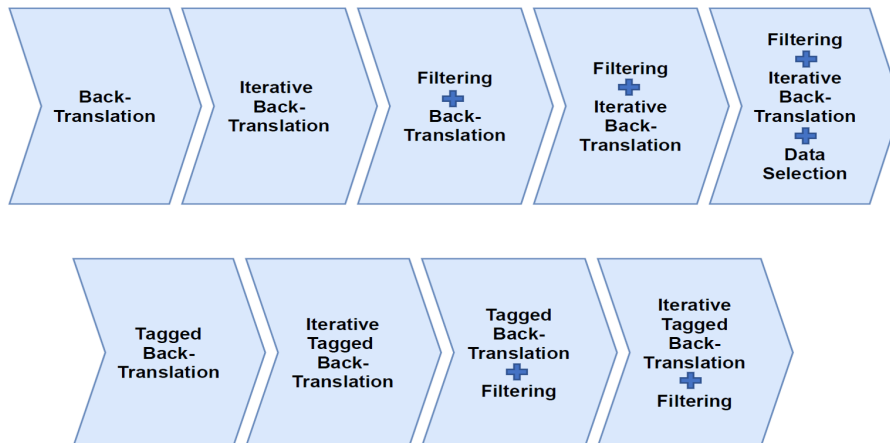 Back-
Translation
Iterative
Back-
Translation
Filtering
Back-
Translation
Filtering
Iterative
Back-
Translation
Filtering
Iterative
Back-
Translation
Data
Selection
Tagged
Back-
Translation
Iterative
Tagged
Back-
Translation
Tagged
Back-
Translation
Filtering
Iterative
Tagged
Back-
Translation
Filtering